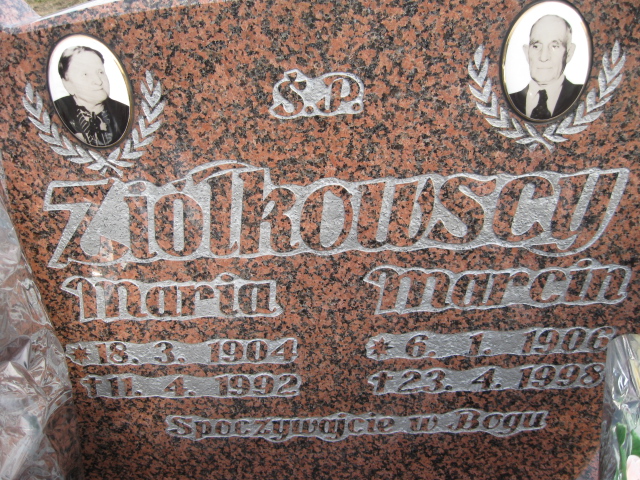 Ś.P.
Ziółkowscy
Maria Marcin
* 18. 3. 1904 * 6. 1. 1906
† 11. 4. 1992 † 23. 4. 1998
Spoczywajcie w Bogu